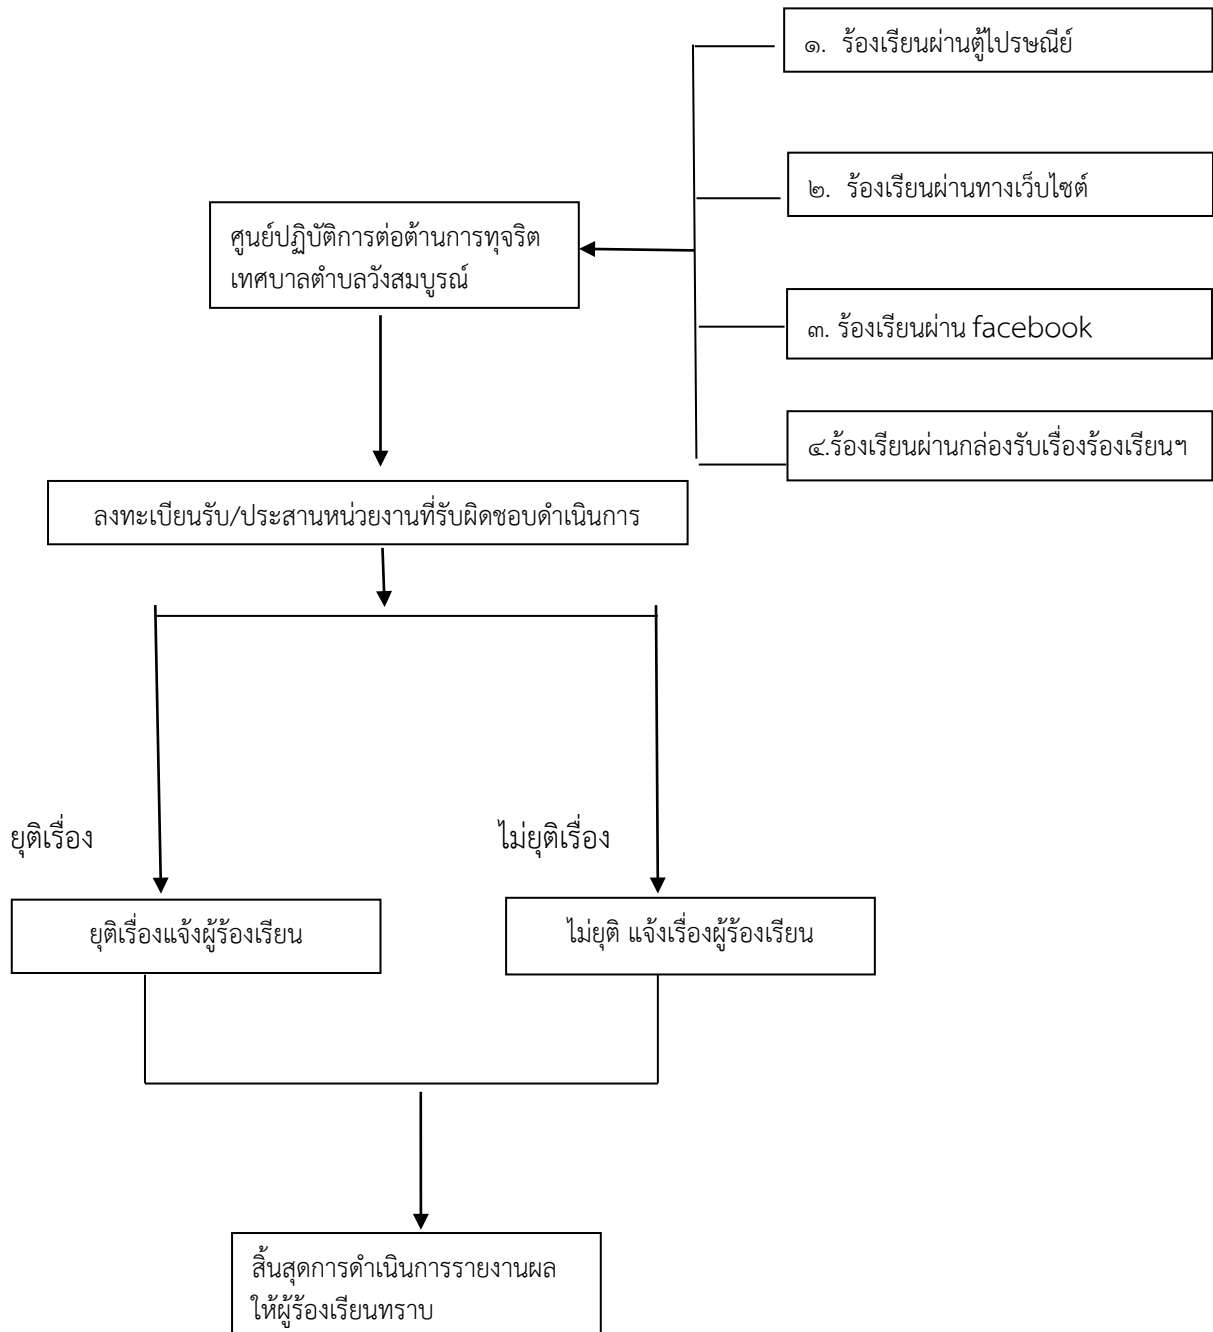 ๑. ร้องเรียนผ่านตู้ไปรษณีย์
๒. ร้องเรียนผ่านทางเว็บไซต์
ศูนย์ปฏิบัติการต่อต้านการทุจริต
เทศบาลตำบลวังสมบูรณ์
๓. ร้องเรียนผ่าน facebook
๔.ร้องเรียนผ่านกล่องรับเรื่องร้องเรียนฯ
ลงทะเบียนรับ/ประสานหน่วยงานที่รับผิดชอบดำเนินการ
ยุติเรื่อง
ไม่ยุติเรื่อง
ยุติเรื่องแจ้งผู้ร้องเรียน
ไม่ยุติ แจ้งเรื่องผู้ร้องเรียน
สิ้นสุดการดำเนินการรายงานผล
ให้ผู้ร้องเรียนทราบ